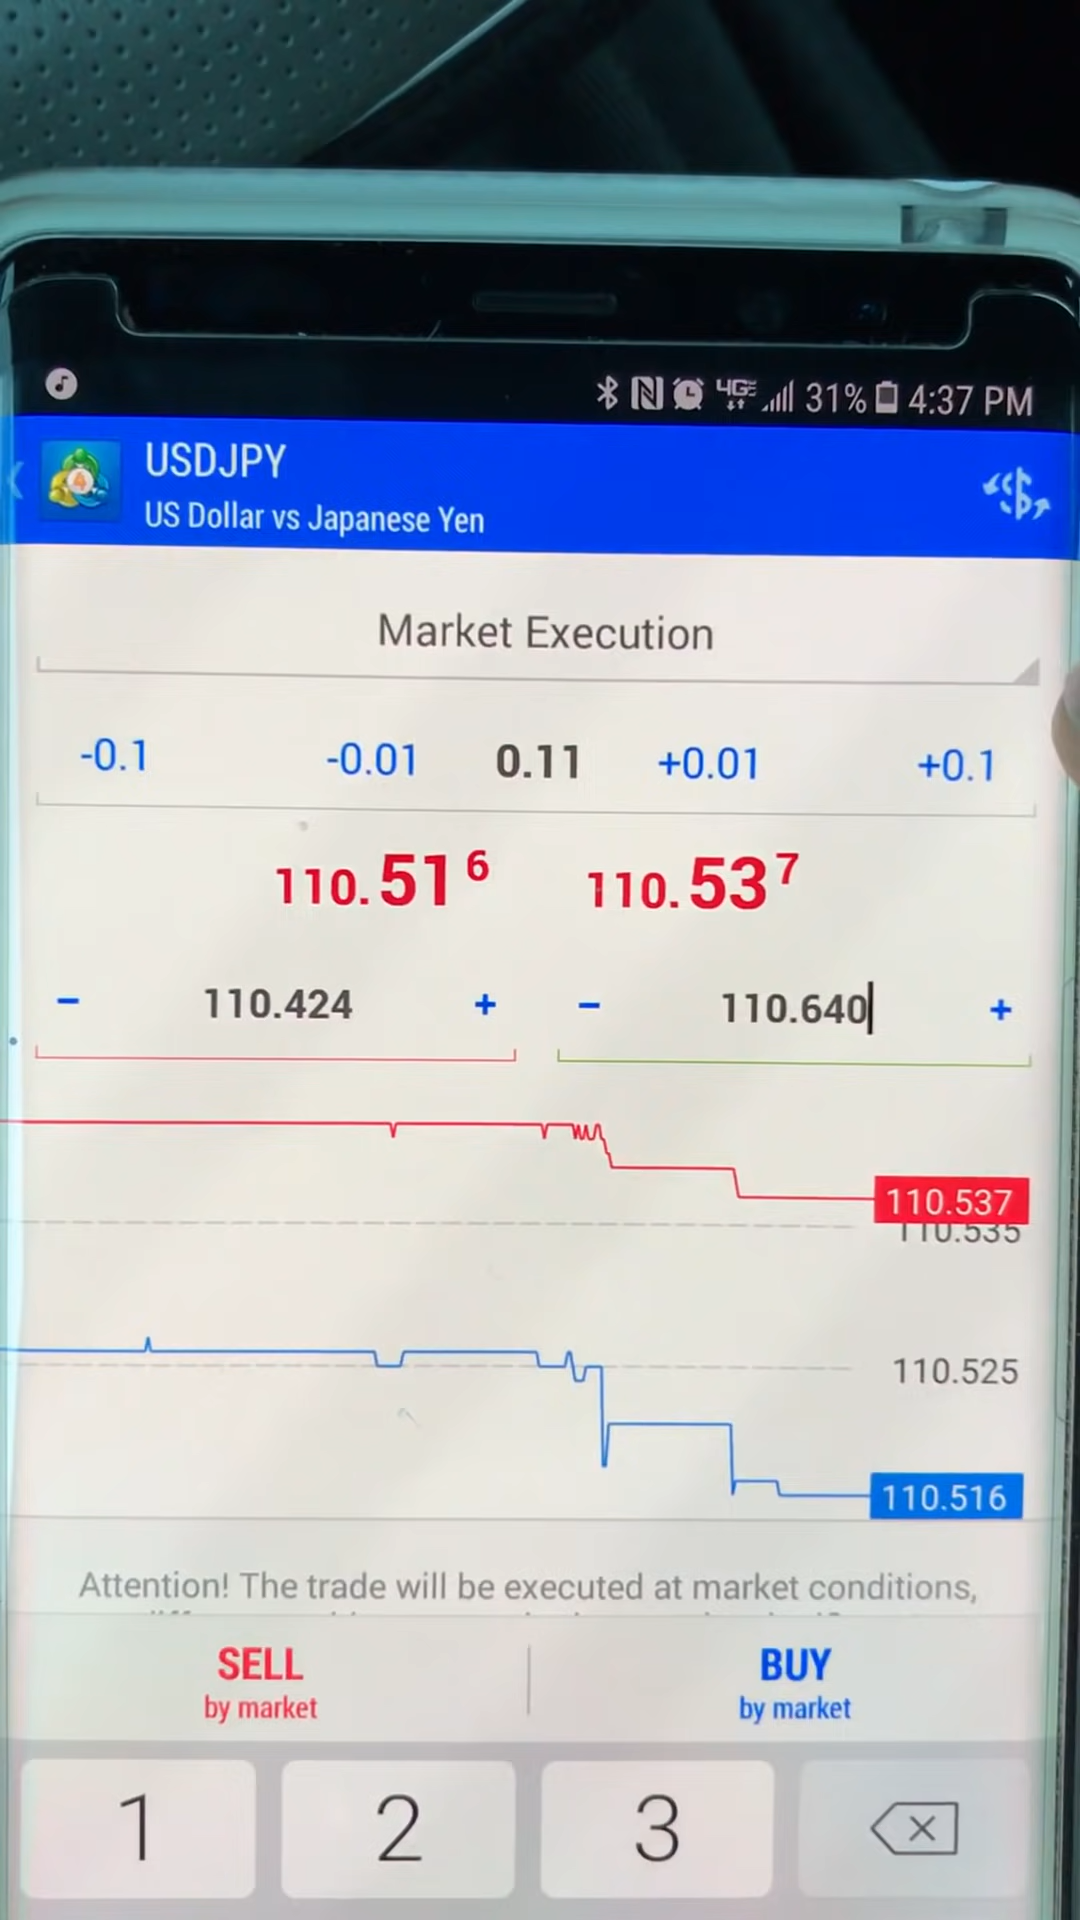 31% 4:37 PM
USDJPY
US Dollar vs Japanese Yen
Market Execution
-0.1 -0.01 0.11 +0.01 +0.1
110.516 110.537
- 110.424 + - 110.640 +
110.537
110.535
110.525
110.516
Attention! The trade will be executed at market conditions,
SELL BUY
by market by market
1 2 3